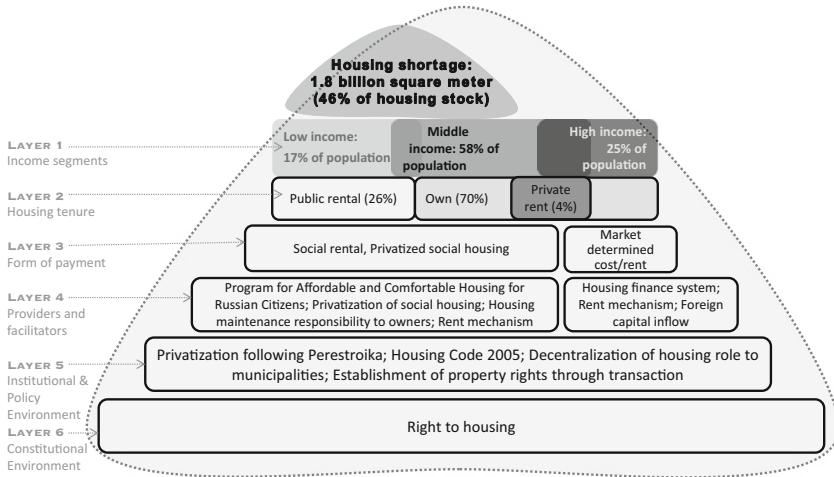 Housing shortage:
1.8 billion square meter
(46% of housing stock)
LAYER 1
Income segments
Low income:
17% of population
Middle
income: 58% of
population
High income:
25% of
population
LAYER 2
Housing tenure
Public rental (26%)
Own (70%)
Private
rent (4%)
LAYER 3
Form of payment
Social rental, Privatized social housing
Market
determined
cost/rent
LAYER 4
Providers and
facilitators
Program for Affordable and Comfortable Housing for
Russian Citizens; Privatization of social housing; Housing
maintenance responsibility to owners; Rent mechanism
Housing finance system;
Rent mechanism; Foreign
capital inflow
LAYER 5
Institutional &
Policy
Environment
Privatization following Perestroika; Housing Code 2005; Decentralization of housing role to
municipalities; Establishment of property rights through transaction
LAYER 6
Constitutional
Environment
Right to housing